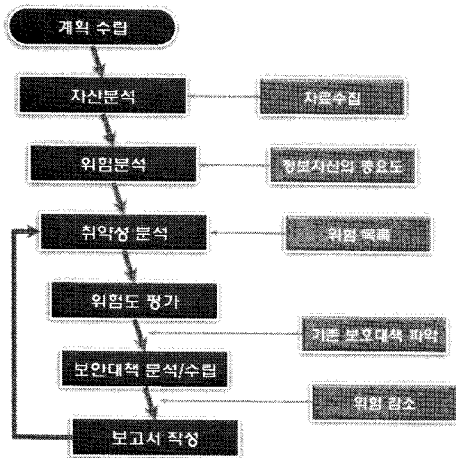 계획 수립
자산분석
자료수집
위험분석
정보자산의 중요도
취약성 분석
위험 목록
위험도 평가
기존 보호대책 파악
보안대책 분석/수립
위험 감소
보고서 작성